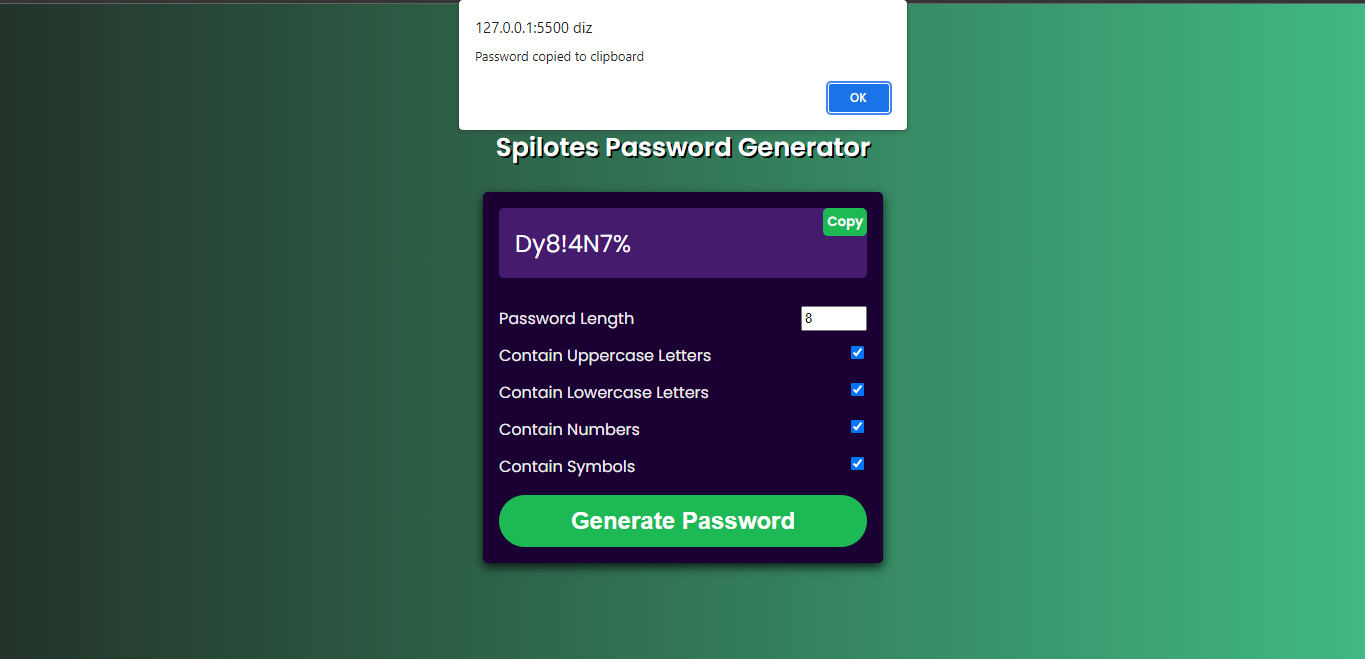 127.0.0.1:5500 diz
Password copied to clipboard
OK
Spilotes Password Generator
Copy
Dy8!4N7%
Password Length 8
Contain Uppercase Letters
Contain Lowercase Letters
Contain Numbers
Contain Symbols
Generate Password